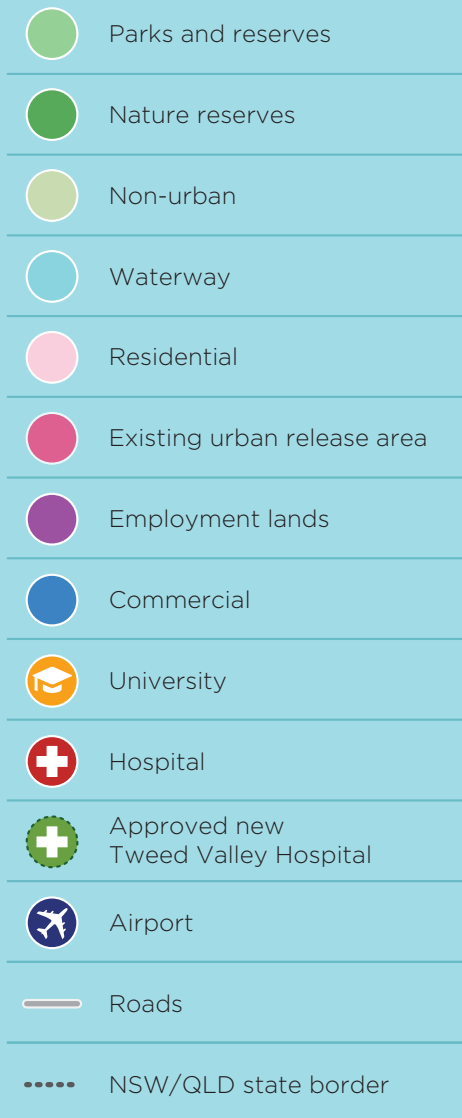 Parks and reserves
Nature reserves
Non-urban
Waterway
Residential
Existing urban release area
Employment lands
Commercial
University
Hospital
Approved new
Tweed Valley Hospital
Airport
Roads
NSW/QLD state border